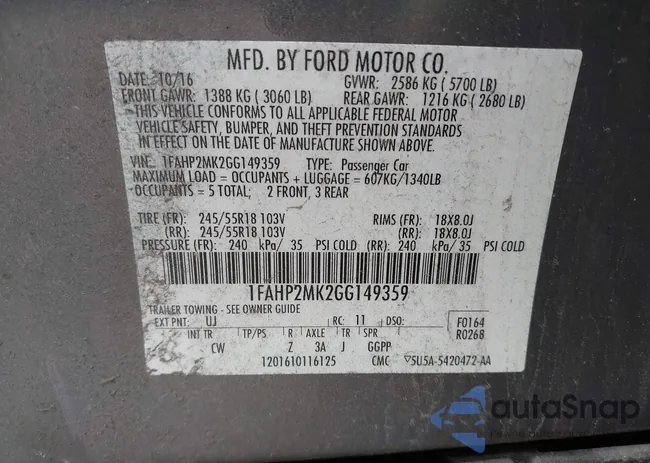 MFD. BY FORD MOTOR CO.
DATE: 10/16 GVWR: 2586 KG ( 5700 LB)
FRONT GAWR: 1388 KG ( 3060 LB) REAR GAWR: 1216 KG ( 2680 LB)
THIS VEHICLE CONFORMS TO ALL APPLICABLE FEDERAL MOTOR
VEHICLE SAFETY, BUMPER, AND THEFT PREVENTION STANDARDS
IN EFFECT ON THE DATE OF MANUFACTURE SHOWN ABOVE.
VIN: 1FAHP2MK2GG149359 TYPE: Passenger Car
MAXIMUM LOAD = OCCUPANTS + LUGGAGE = 607KG/1340LB
OCCUPANTS = 5 TOTAL; 2 FRONT, 3 REAR
TIRE (FR): 245/55R18 103V RIMS (FR): 18X8.0J
(RR): 245/55R18 103V (RR): 18X8.0J
PRESSURE (FR): 240 kPa/ 35 PSI COLD (RR): 240 kPa/ 35 PSI COLD
1FAHP2MK2GG149359
TRAILER TOWING - SEE OWNER GUIDE
EXT PNT: UJ RC: 11 DSO: F0164
R0268
INT TR TP/PS R AXLE TR SPR
CW Z 3A J GGPP
1201610116125 CMC ▽5U5A-5420472-AA
autoSnap
VEHICLE SEARCH